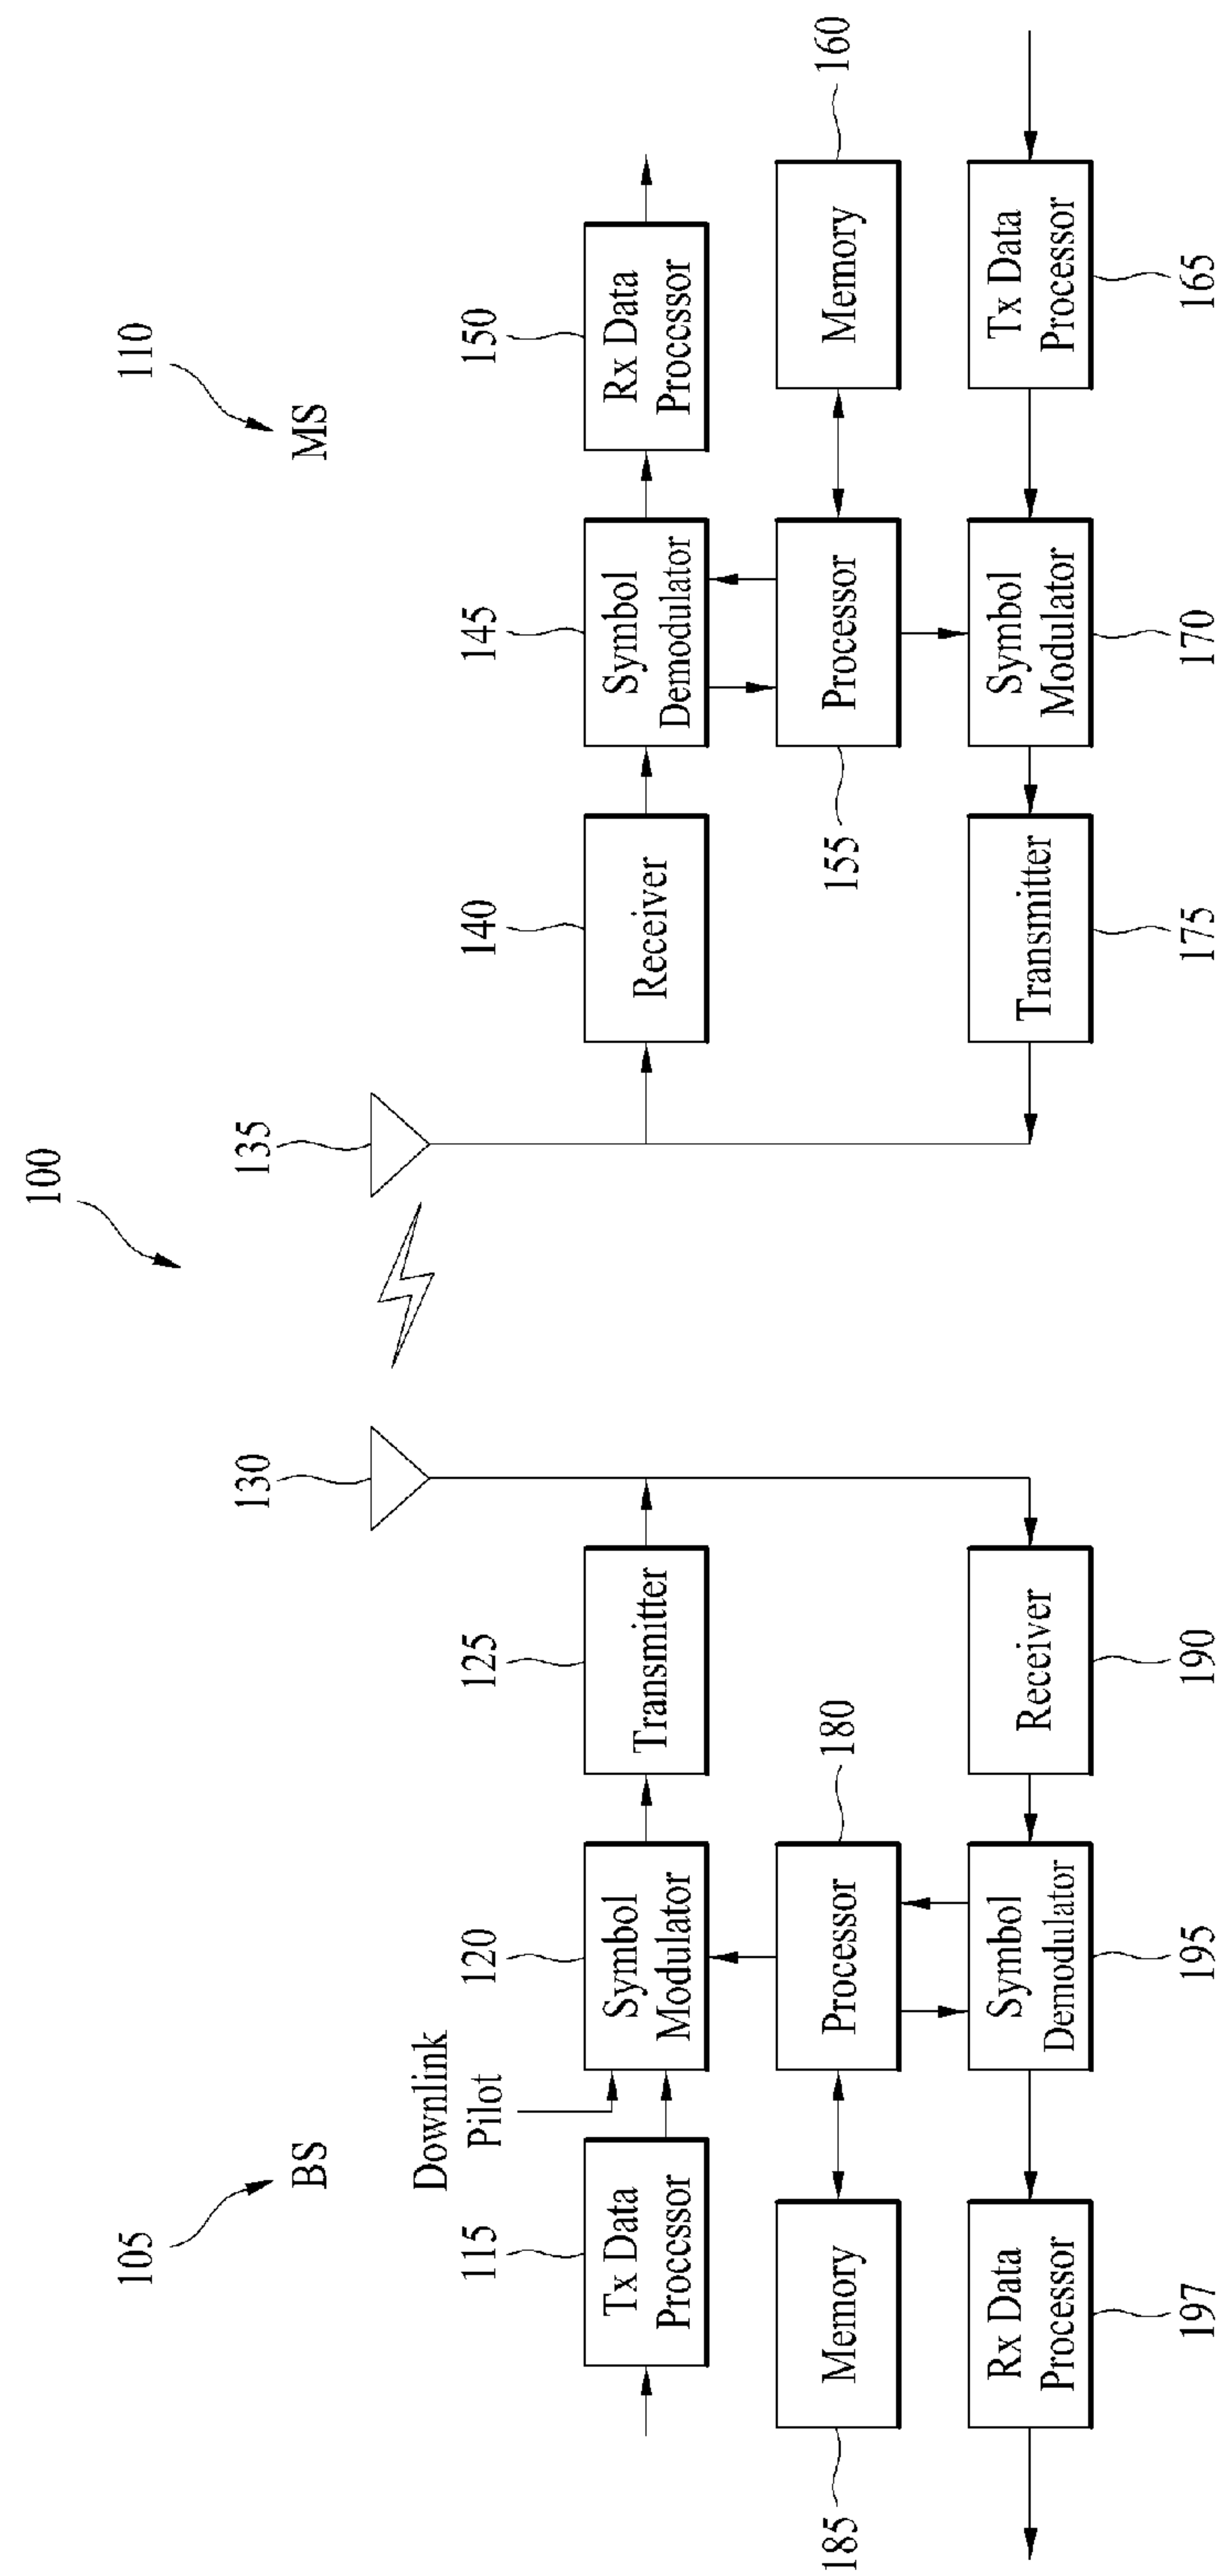 100
105
BS
110
MS
130
135
Downlink
Pilot
115
Tx Data
Processor
120
Symbol
Modulator
125
Transmitter
140
Receiver
145
Symbol
Demodulator
150
Rx Data
Processor
185
Memory
Processor
180
155
Processor
Memory
160
Rx Data
Processor
197
Symbol
Demodulator
195
Receiver
190
Transmitter
175
Symbol
Modulator
170
Tx Data
Processor
165